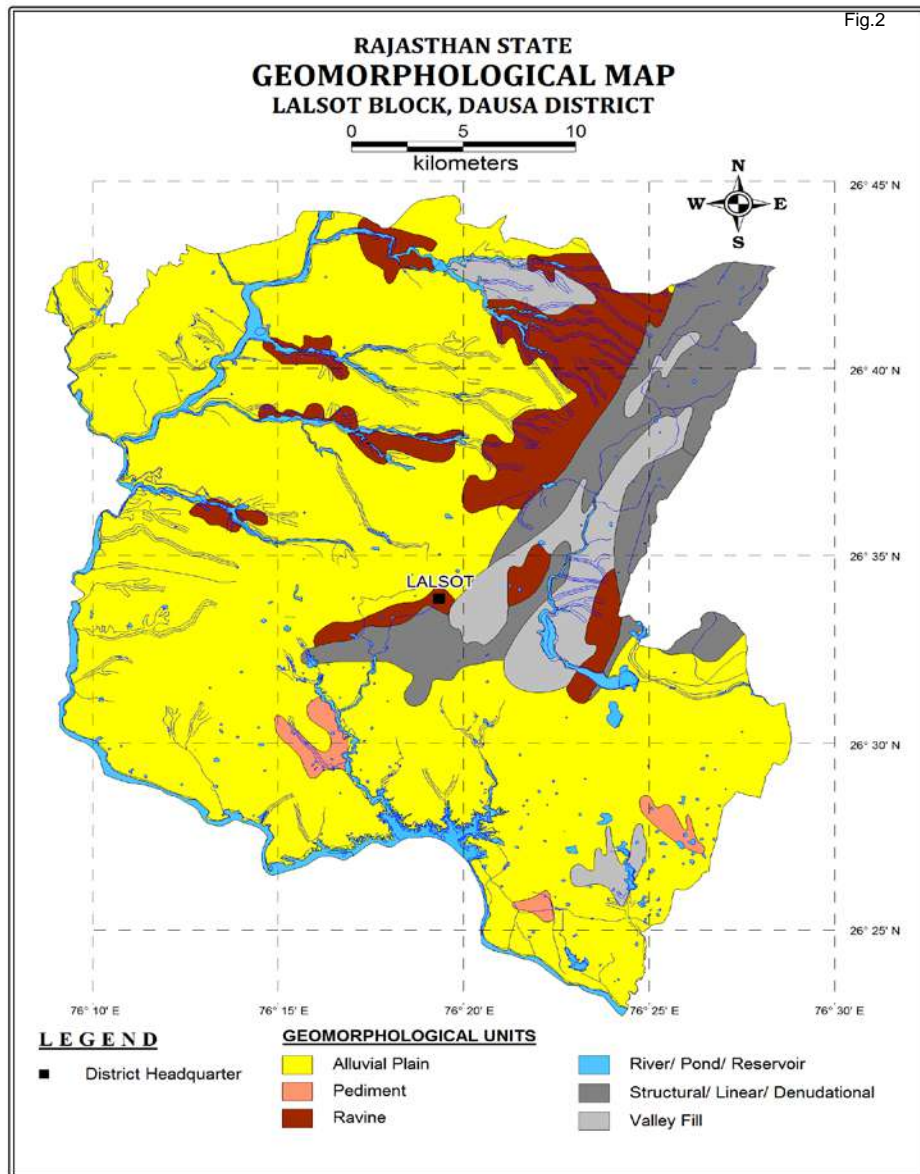 Fig.2
RAJASTHAN STATE
GEOMORPHOLOGICAL MAP
LALSOT BLOCK, DAUSA DISTRICT
0 5 10
kilometers
N
W E
S
26° 45' N
26° 40' N
26° 35' N
LALSOT
26° 30' N
26° 25' N
76° 10' E 76° 15' E 76° 20' E 76° 25' E 76° 30' E
LEGEND
District Headquarter
GEOMORPHOLOGICAL UNITS
Alluvial Plain
Pediment
Ravine
River/ Pond/ Reservoir
Structural/ Linear/ Denudational
Valley Fill